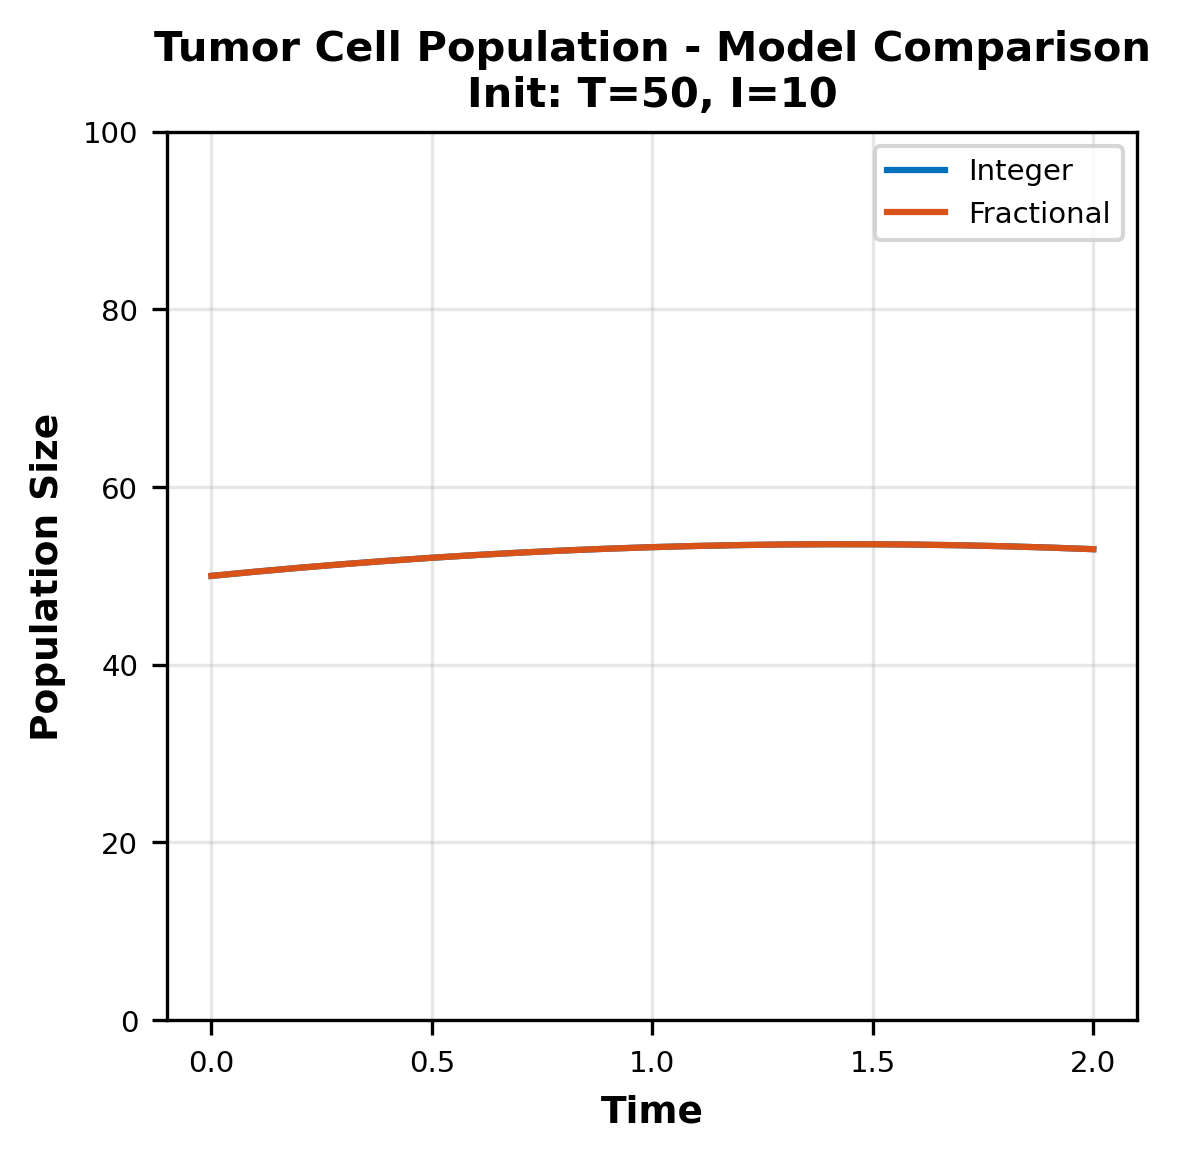 Tumor Cell Population - Model Comparison
Init: T=50, I=10
Integer
Fractional
Population Size
100
80
60
40
20
0
0.0 0.5 1.0 1.5 2.0
Time